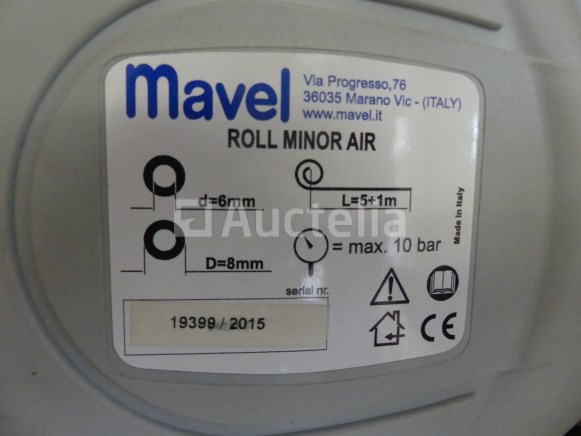 mavel
Via Progresso,76
36035 Marano Vic - (ITALY)
www.mavel.it
ROLL MINOR AIR
d=6mm
L=5+1m
Auctelia
D=8mm
= max. 10 bar
Made in Italy
serial nr.
19399 / 2015
CE